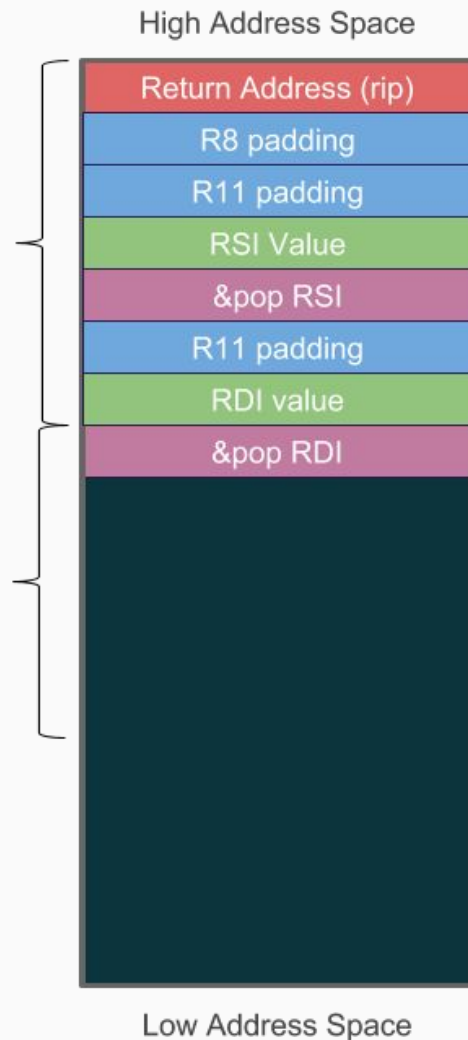 High Address Space
Return Address (rip)
R8 padding
R11 padding
RSI Value
&pop RSI
R11 padding
RDI value
&pop RDI
Low Address Space